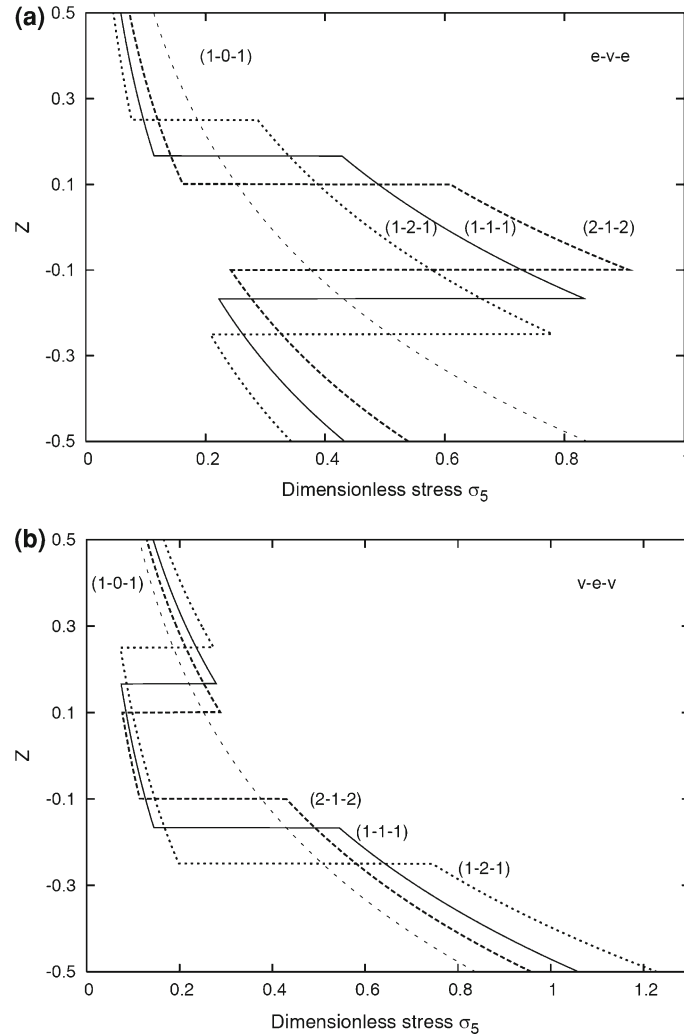 (a)
0.5
(1-0-1)
e-v-e
0.3
0.1
Z
(1-2-1) (1-1-1) (2-1-2)
-0.1
-0.3
-0.5
0 0.2 0.4 0.6 0.8 1
Dimensionless stress σ5
(b)
0.5
(1-0-1)
v-e-v
0.3
0.1
Z
-0.1
(2-1-2)
(1-1-1)
(1-2-1)
-0.3
-0.5
0 0.2 0.4 0.6 0.8 1 1.2
Dimensionless stress σ5